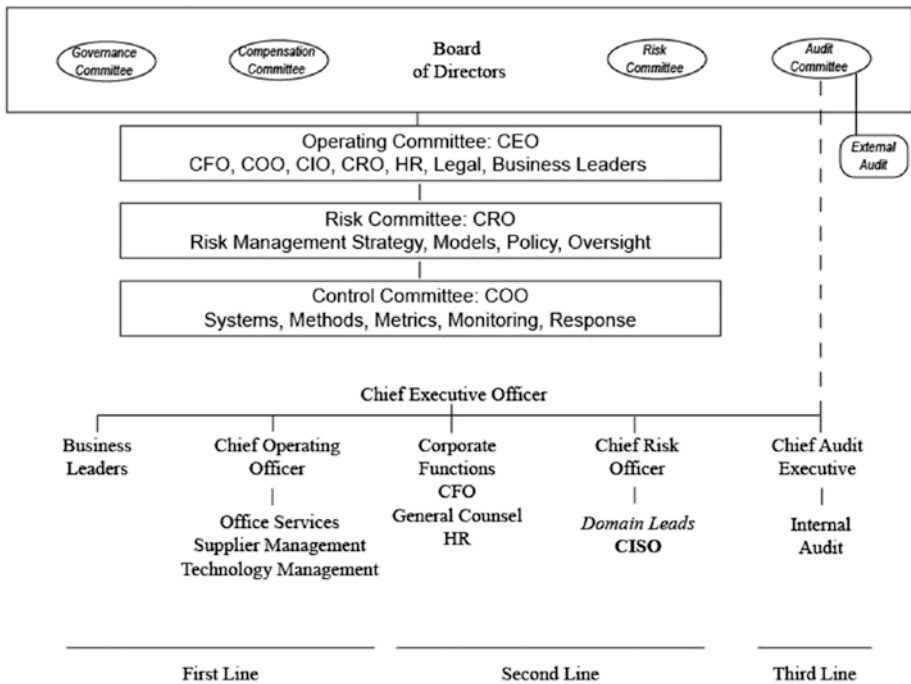 Governance
Committee
Compensation
Committee
Board
of Directors
Risk
Committee
Audit
Committee
External
Audit
Operating Committee: CEO
CFO, COO, CIO, CRO, HR, Legal, Business Leaders
Risk Committee: CRO
Risk Management Strategy, Models, Policy, Oversight
Control Committee: COO
Systems, Methods, Metrics, Monitoring, Response
Chief Executive Officer
Business
Leaders
Chief Operating
Officer
Office Services
Supplier Management
Technology Management
Corporate
Functions
CFO
General Counsel
HR
Chief Risk
Officer
Domain Leads
CISO
Chief Audit
Executive
Internal
Audit
First Line
Second Line
Third Line